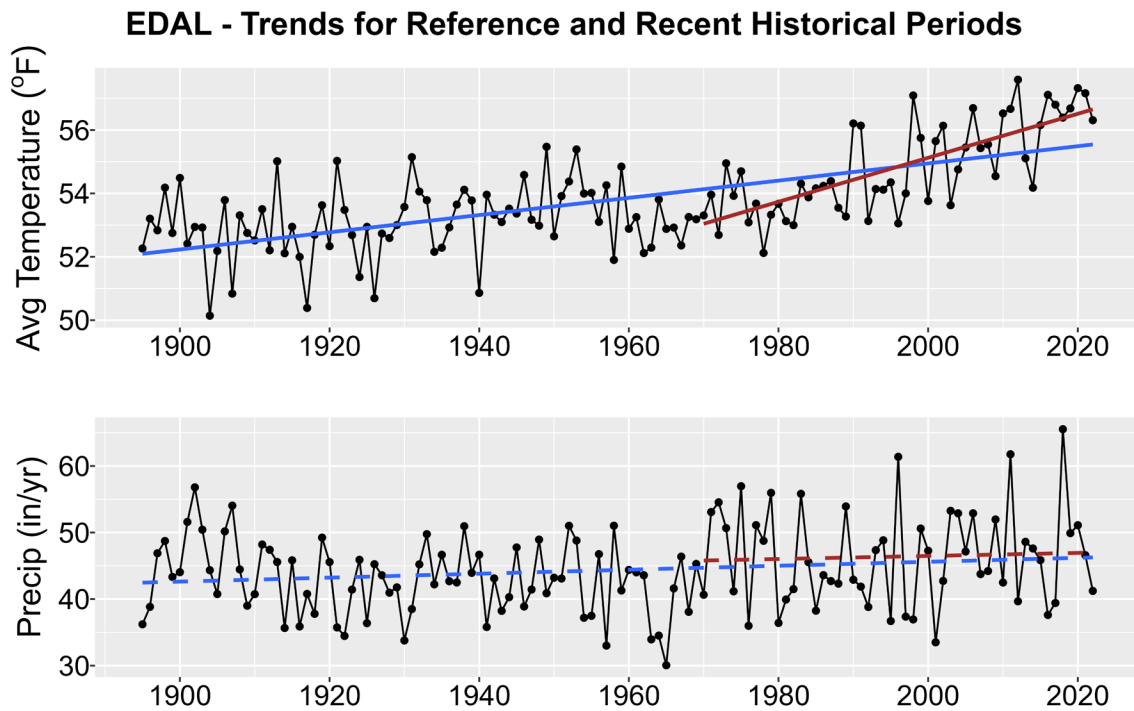 EDAL - Trends for Reference and Recent Historical Periods
Avg Temperature (°F)
56
54
52
50
1900 1920 1940 1960 1980 2000 2020
Precip (in/yr)
60
50
40
30
1900 1920 1940 1960 1980 2000 2020